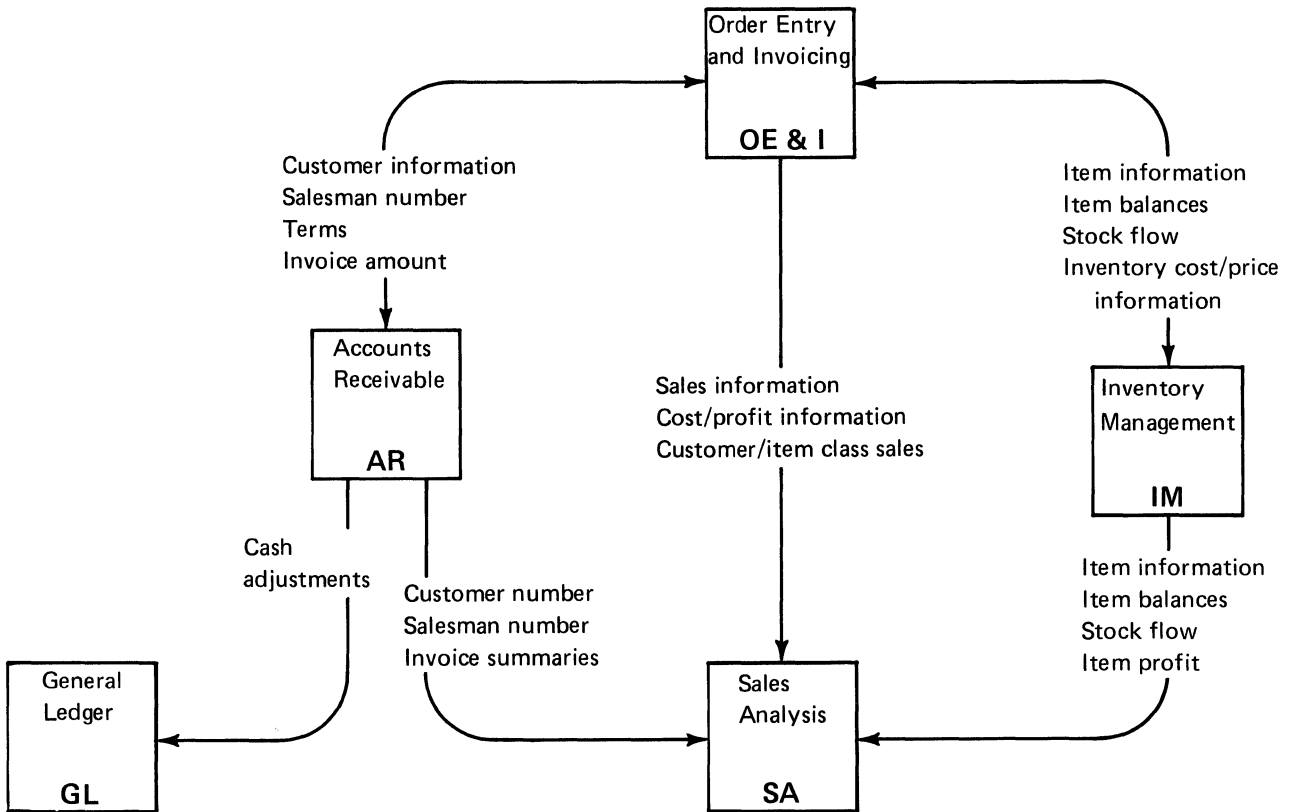 Order Entry
and Invoicing
OE & I
Customer information
Salesman number
Terms
Invoice amount
Item information
Item balances
Stock flow
Inventory cost/price
information
Accounts
Receivable
AR
Sales information
Cost/profit information
Customer/item class sales
Inventory
Management
IM
Cash
adjustments
Customer number
Salesman number
Invoice summaries
Item information
Item balances
Stock flow
Item profit
General
Ledger
GL
Sales
Analysis
SA